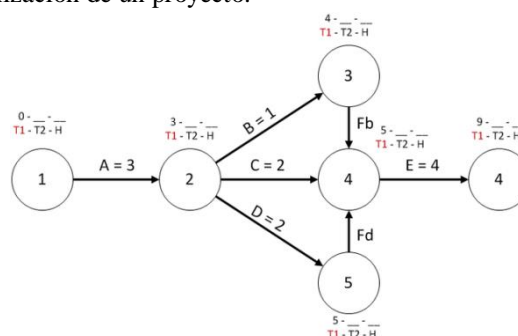 ización de un proyecto.
4 - __ - __
T1 - T2 - H
3
0 - __ - __
T1 - T2 - H
3 - __ - __
T1 - T2 - H
B = 1
Fb
5 - __ - __
T1 - T2 - H
9 - __ - __
T1 - T2 - H
1
A = 3
2
C = 2
4
E = 4
4
D = 2
Fd
5
5 - __ - __
T1 - T2 - H